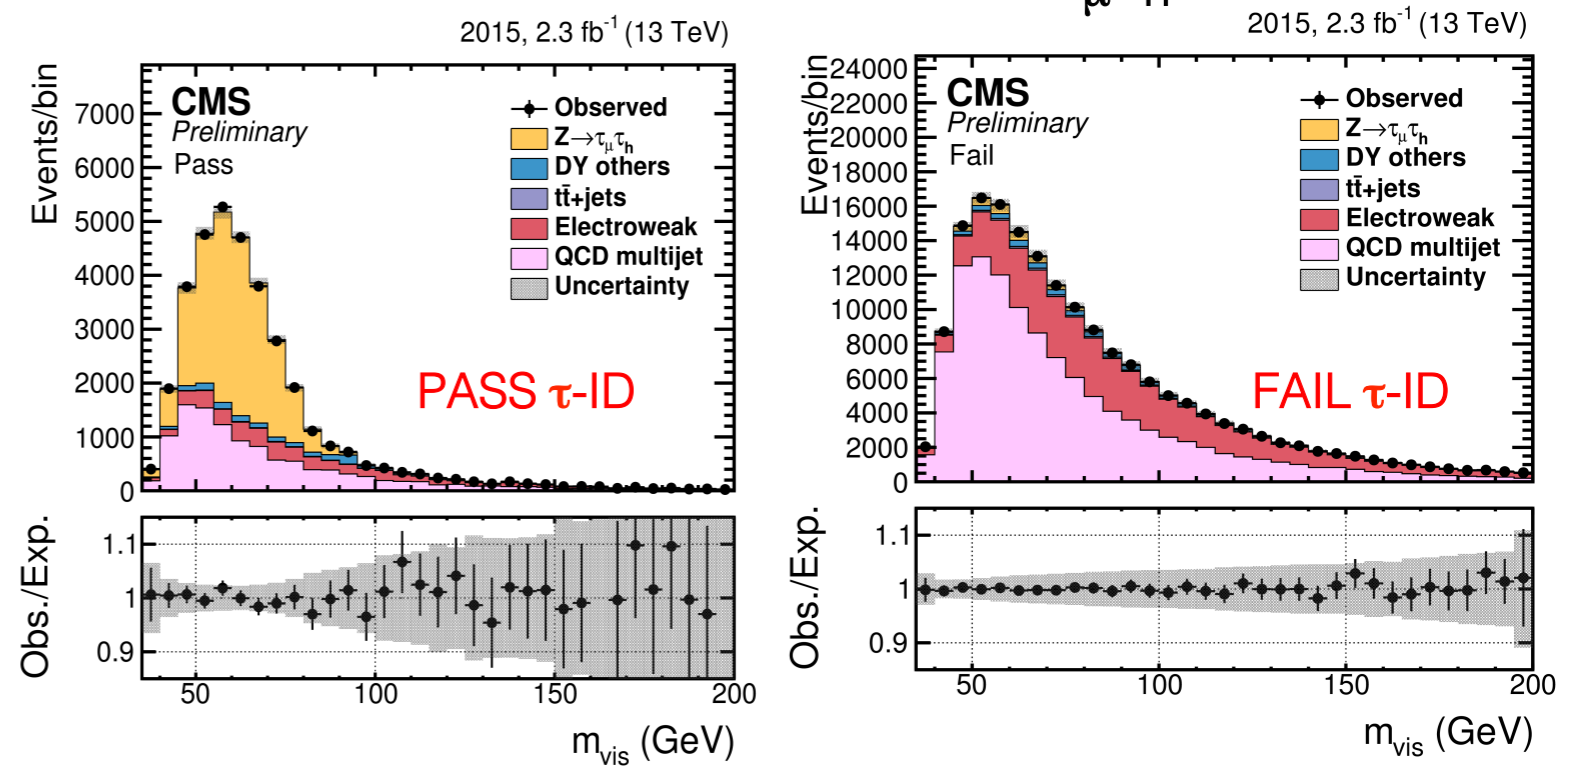 2015, 2.3 fb⁻¹ (13 TeV)
Events/bin
7000
6000
5000
4000
3000
2000
1000
0
CMS
Preliminary
Pass
Observed
Z→τμτh
DY others
tt̄+jets
Electroweak
QCD multijet
Uncertainty
PASS τ-ID
Obs./Exp.
1.1
1
0.9
50 100 150 200
m_vis (GeV)
μ
2015, 2.3 fb⁻¹ (13 TeV)
Events/bin
24000
22000
20000
18000
16000
14000
12000
10000
8000
6000
4000
2000
0
CMS
Preliminary
Fail
Observed
Z→τμτh
DY others
tt̄+jets
Electroweak
QCD multijet
Uncertainty
FAIL τ-ID
Obs./Exp.
1.1
1
0.9
50 100 150 200
m_vis (GeV)